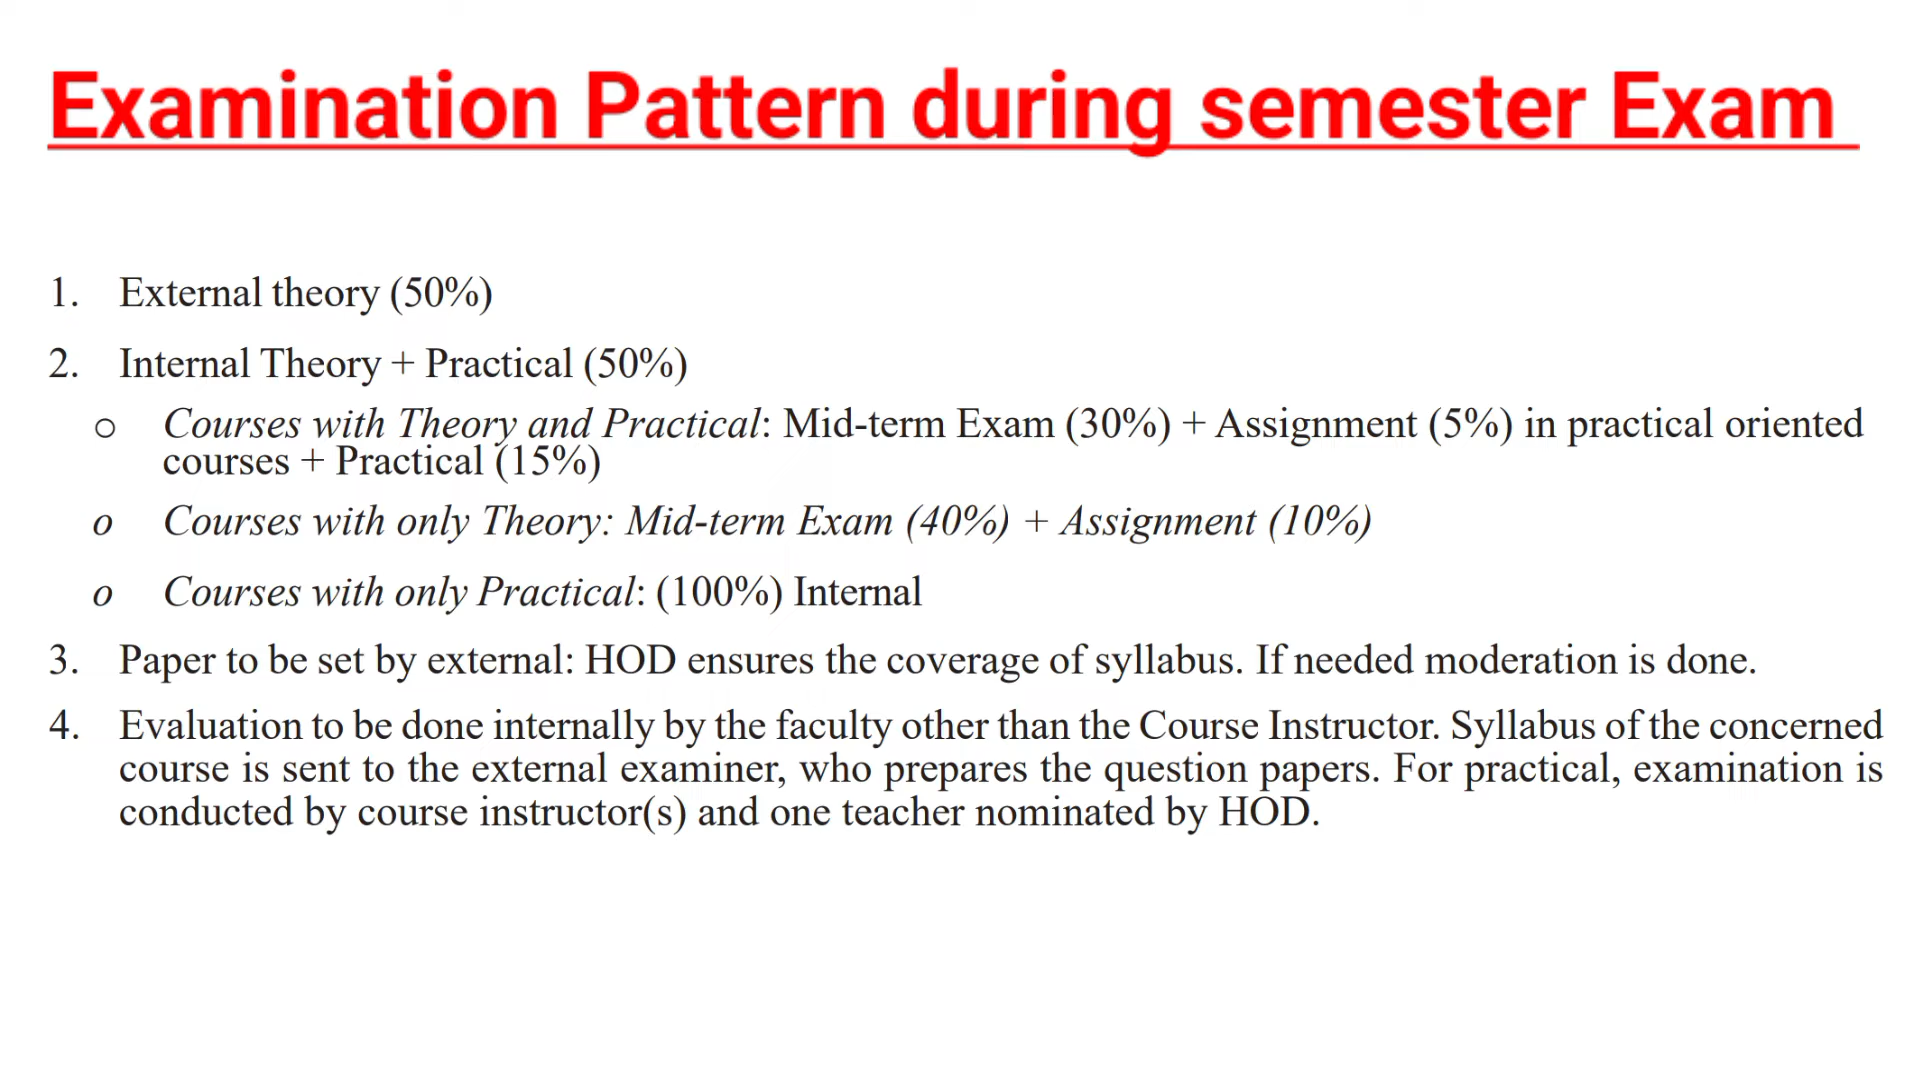 Examination Pattern during semester Exam
1. External theory (50%)
2. Internal Theory + Practical (50%)
o Courses with Theory and Practical: Mid-term Exam (30%) + Assignment (5%) in practical oriented
courses + Practical (15%)
o Courses with only Theory: Mid-term Exam (40%) + Assignment (10%)
o Courses with only Practical: (100%) Internal
3. Paper to be set by external: HOD ensures the coverage of syllabus. If needed moderation is done.
4. Evaluation to be done internally by the faculty other than the Course Instructor. Syllabus of the concerned
course is sent to the external examiner, who prepares the question papers. For practical, examination is
conducted by course instructor(s) and one teacher nominated by HOD.